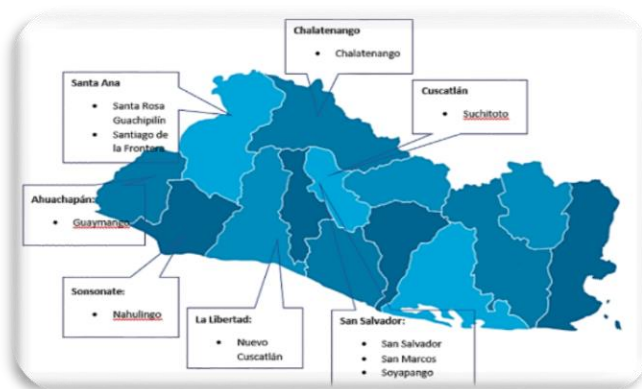 Chalatenango
• Chalatenango
Santa Ana
• Santa Rosa
Guachipilín
• Santiago de
la Frontera
Cuscatlán
• Suchitoto
Ahuachapán:
• Guaymango
Sonsonate:
• Nahulingo
La Libertad:
• Nuevo
Cuscatlán
San Salvador:
• San Salvador
• San Marcos
• Soyapango